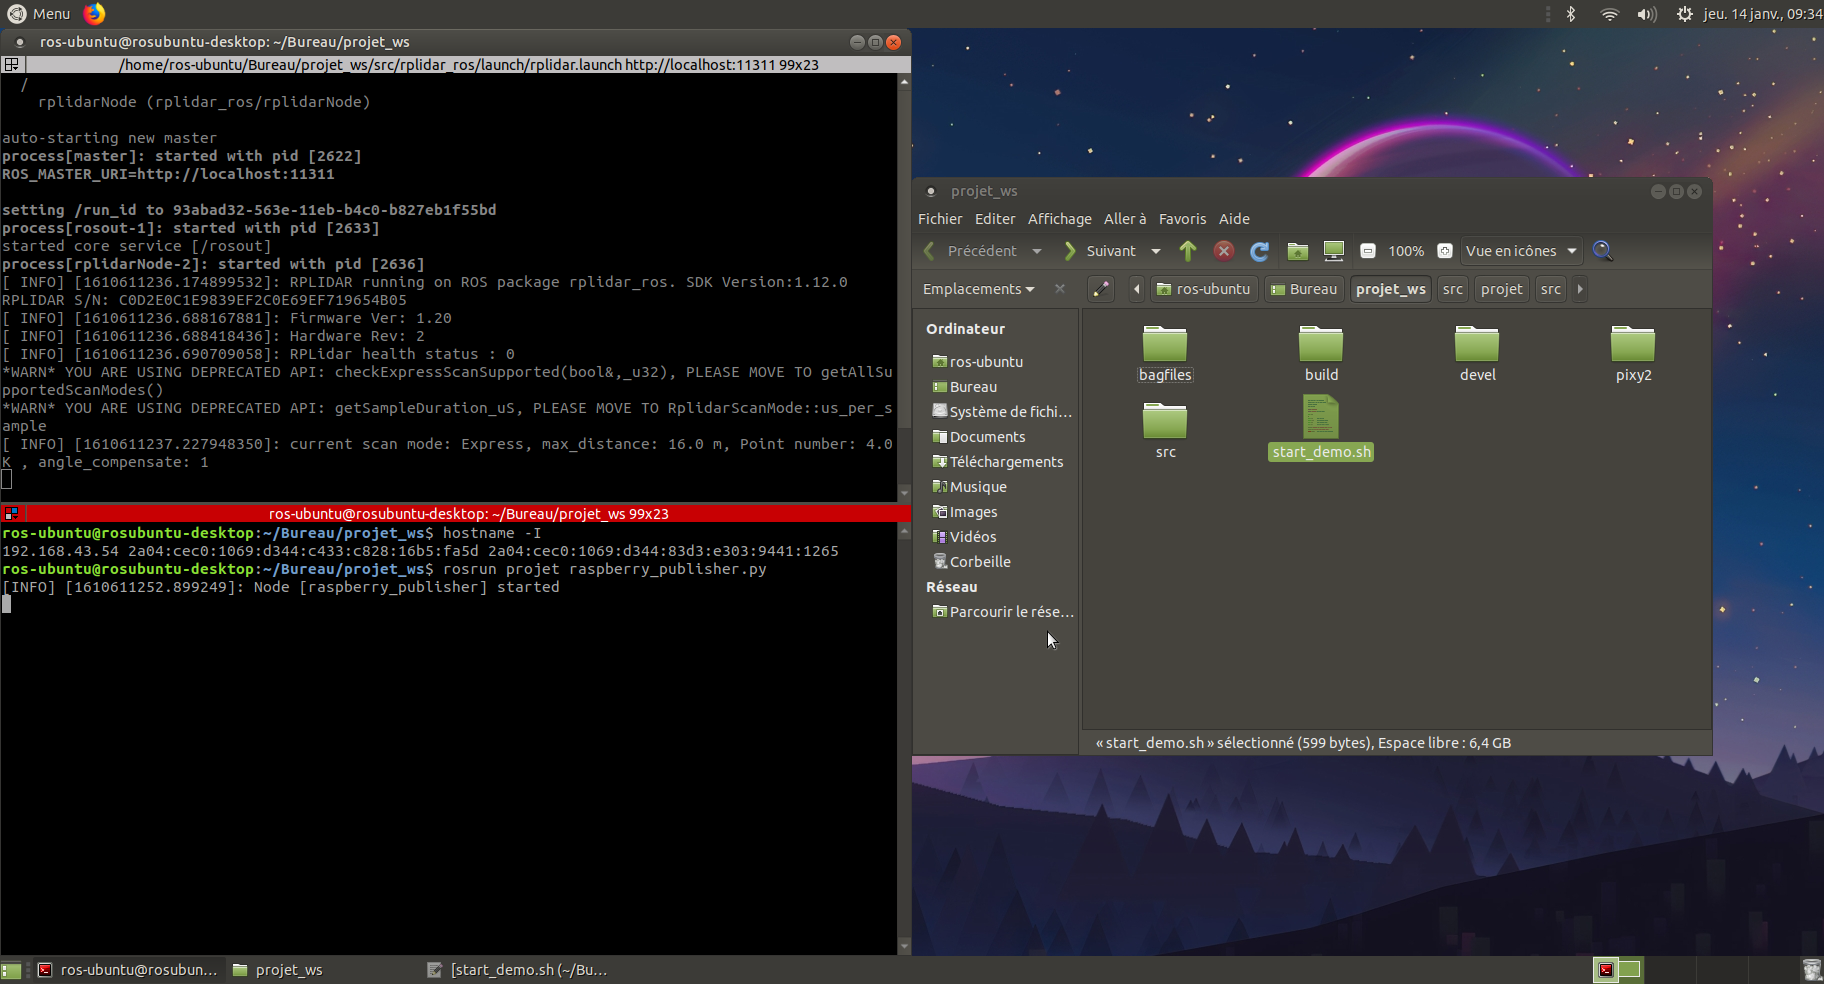 Menu
jeu. 14 janv., 09:34
ros-ubuntu@rosubuntu-desktop: ~/Bureau/projet_ws
/home/ros-ubuntu/Bureau/projet_ws/src/rplidar_ros/launch/rplidar.launch http://localhost:11311 99x23
/
rplidarNode (rplidar_ros/rplidarNode)
auto-starting new master
process[master]: started with pid [2622]
ROS_MASTER_URI=http://localhost:11311
setting /run_id to 93abad32-563e-11eb-b4c0-b827eb1f55bd
process[rosout-1]: started with pid [2633]
started core service [/rosout]
process[rplidarNode-2]: started with pid [2636]
[ INFO] [1610611236.174899532]: RPLIDAR running on ROS package rplidar_ros. SDK Version:1.12.0
RPLIDAR S/N: C0D2E0C1E9839EF2C0E69EF719654B05
[ INFO] [1610611236.688167881]: Firmware Ver: 1.20
[ INFO] [1610611236.688418436]: Hardware Rev: 2
[ INFO] [1610611236.690709058]: RPLidar health status : 0
*WARN* YOU ARE USING DEPRECATED API: checkExpressScanSupported(bool&,_u32), PLEASE MOVE TO getAllSu
pportedScanModes()
*WARN* YOU ARE USING DEPRECATED API: getSampleDuration_uS, PLEASE MOVE TO RplidarScanMode::us_per_s
ample
[ INFO] [1610611237.227948350]: current scan mode: Express, max_distance: 16.0 m, Point number: 4.0
K , angle_compensate: 1
ros-ubuntu@rosubuntu-desktop: ~/Bureau/projet_ws 99x23
ros-ubuntu@rosubuntu-desktop:~/Bureau/projet_ws$ hostname -I
192.168.43.54 2a04:cec0:1069:d344:c433:c828:16b5:fa5d 2a04:cec0:1069:d344:83d3:e303:9441:1265
ros-ubuntu@rosubuntu-desktop:~/Bureau/projet_ws$ rosrun projet raspberry_publisher.py
[INFO] [1610611252.899249]: Node [raspberry_publisher] started
projet_ws
Fichier Editer Affichage Aller à Favoris Aide
Précédent Suivant 100% Vue en icônes
Emplacements ros-ubuntu Bureau projet_ws src projet src
Ordinateur
ros-ubuntu
Bureau
Système de fichi...
Documents
Téléchargements
Musique
Images
Vidéos
Corbeille
Réseau
Parcourir le rése...
bagfiles build devel pixy2
src start_demo.sh
« start_demo.sh » sélectionné (599 bytes), Espace libre : 6,4 GB
ros-ubuntu@rosubun... projet_ws [start_demo.sh (~/Bu...